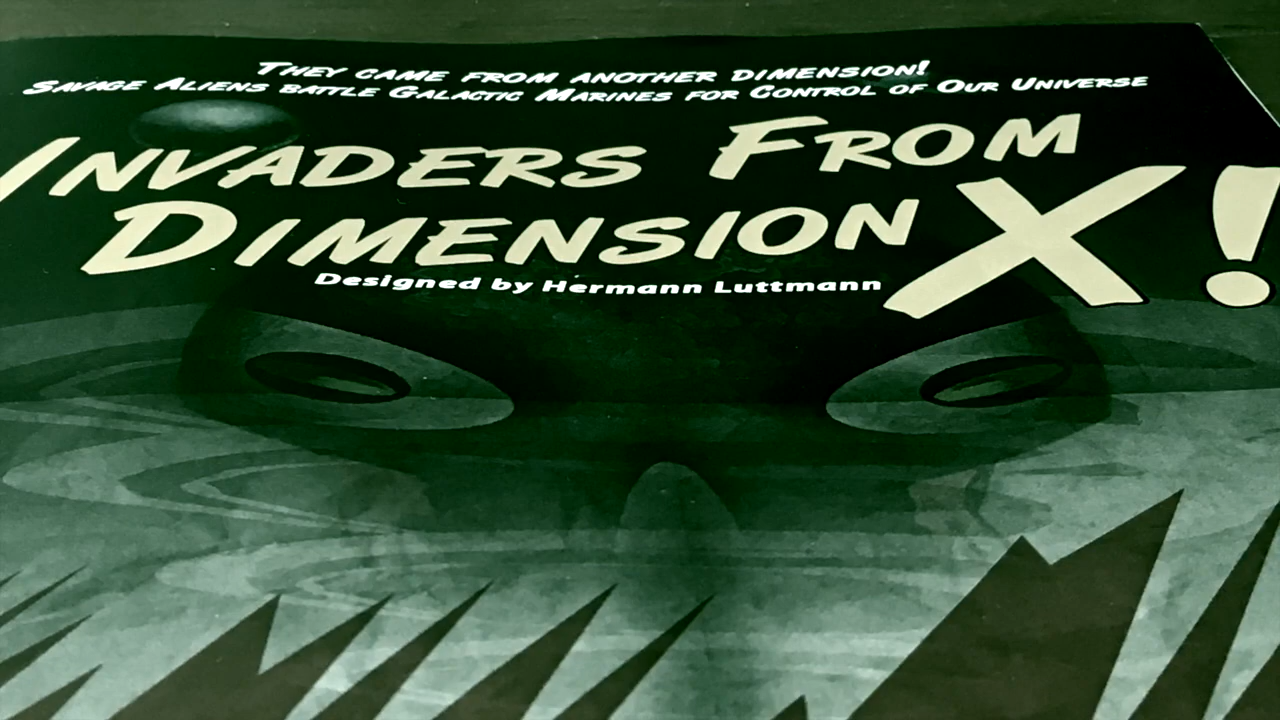 They came from another dimension!
Savage Aliens battle Galactic Marines for Control of Our Universe
Invaders From
Dimension X!
Designed by Hermann Luttmann